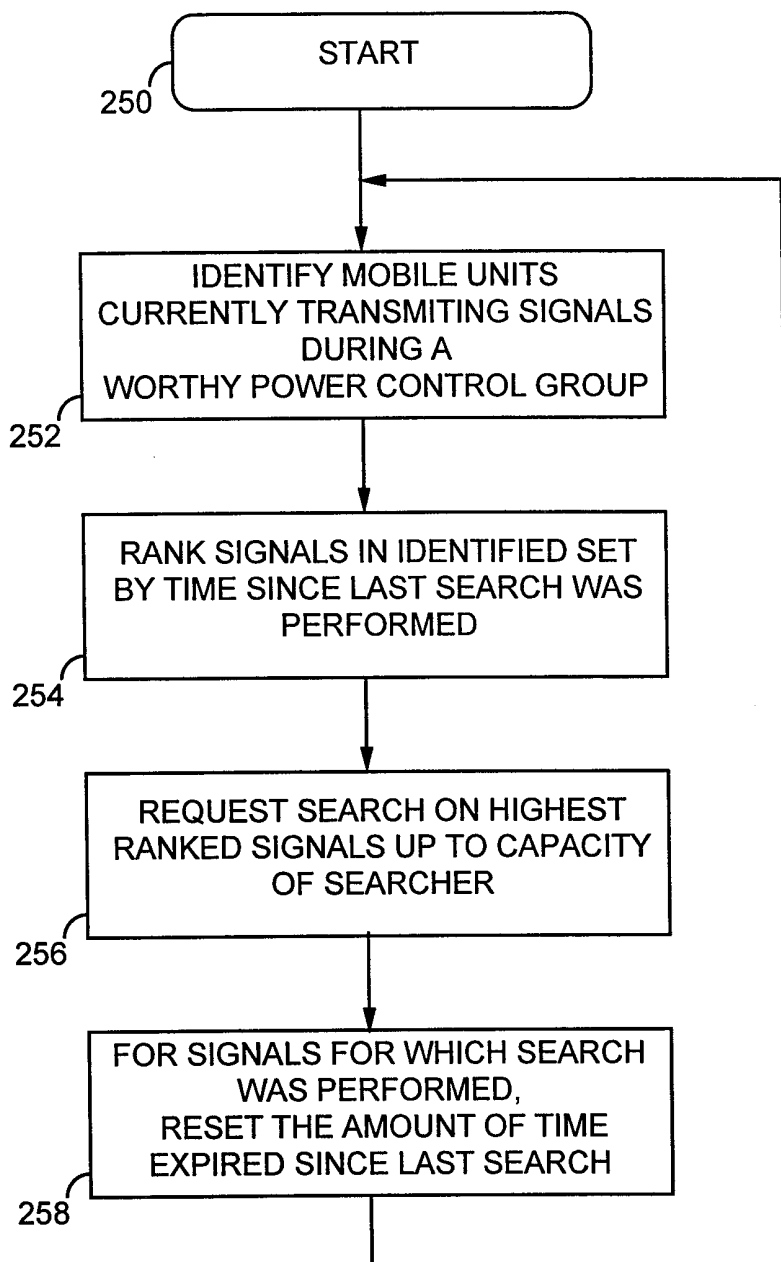 START
250
IDENTIFY MOBILE UNITS
CURRENTLY TRANSMITING SIGNALS
DURING A
WORTHY POWER CONTROL GROUP
252
RANK SIGNALS IN IDENTIFIED SET
BY TIME SINCE LAST SEARCH WAS
PERFORMED
254
REQUEST SEARCH ON HIGHEST
RANKED SIGNALS UP TO CAPACITY
OF SEARCHER
256
FOR SIGNALS FOR WHICH SEARCH
WAS PERFORMED,
RESET THE AMOUNT OF TIME
EXPIRED SINCE LAST SEARCH
258